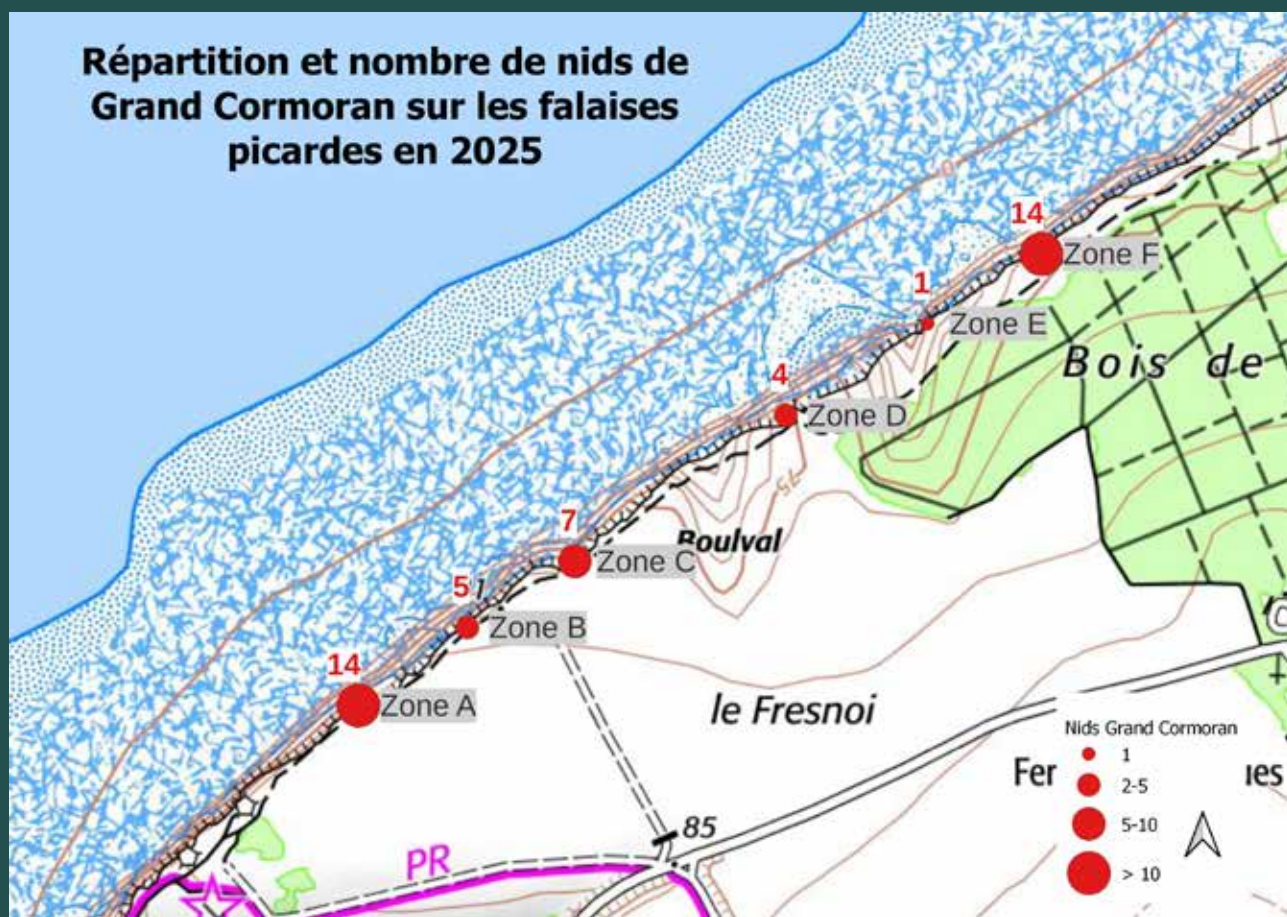 Répartition et nombre de nids de
Grand Cormoran sur les falaises
picardes en 2025
14
Zone F
1
Zone E
Bois de
4
Zone D
75
7
Zone C
Boulval
5
Zone B
14
Zone A
le Fresnoi
85
PR
Nids Grand Cormoran
1
2-5
5-10
> 10
Fer
ies
0